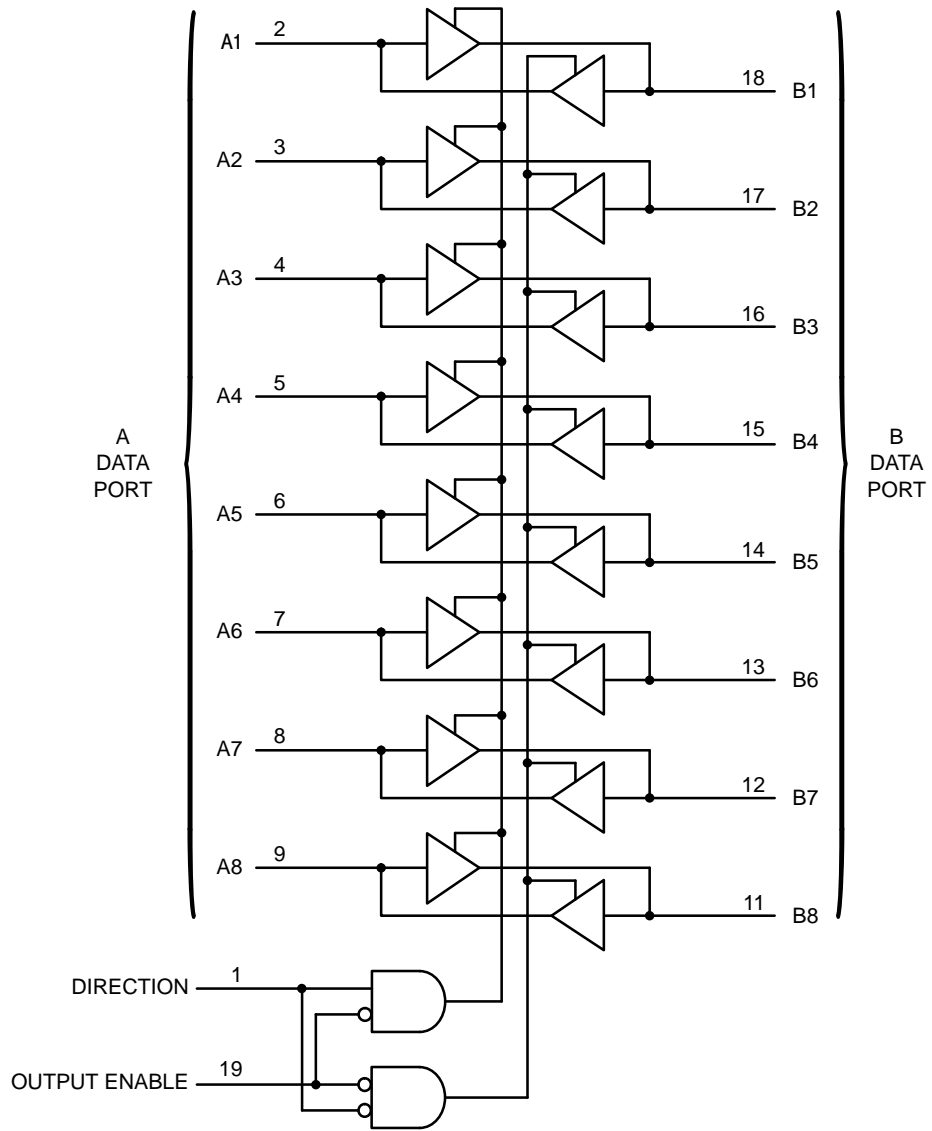 A1 2
18 B1
A2 3
17 B2
A3 4
16 B3
A4 5
15 B4
A
DATA
PORT
B
DATA
PORT
A5 6
14 B5
A6 7
13 B6
A7 8
12 B7
A8 9
11 B8
DIRECTION 1
OUTPUT ENABLE 19